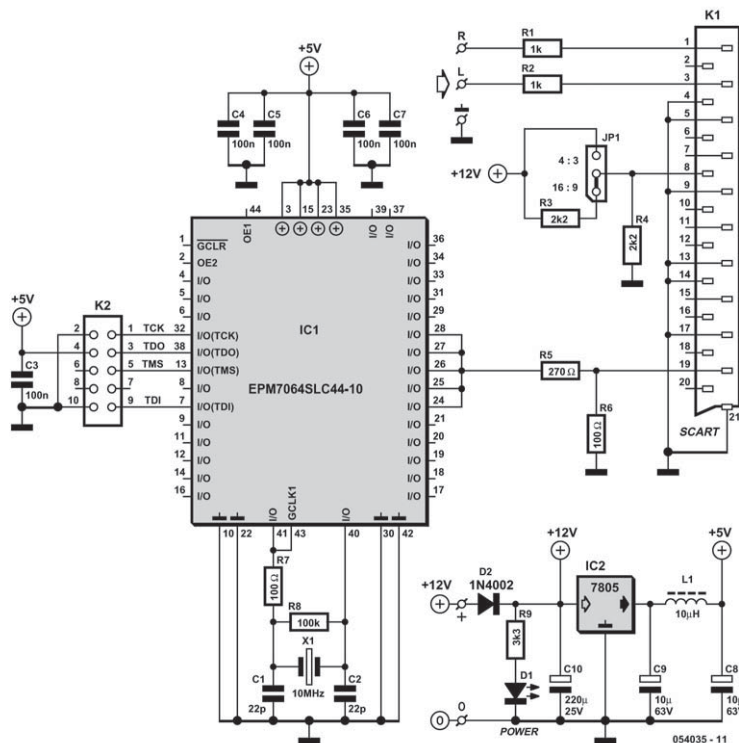 +5V
C4
100n
C5
100n
C6
100n
C7
100n
44
3
15
23
35
39
37
OE1
I/O
I/O
1
GCLR
2
OE2
4
I/O
5
I/O
6
I/O
32
I/O(TCK)
38
I/O(TDO)
13
I/O(TMS)
8
I/O
7
I/O(TDI)
9
I/O
11
I/O
12
I/O
14
I/O
16
I/O
IC1
EPM7064SLC44-10
I/O
36
I/O
34
I/O
33
I/O
31
I/O
29
I/O
28
I/O
27
I/O
26
I/O
25
I/O
24
I/O
21
I/O
20
I/O
19
I/O
18
I/O
17
I/O
GCLK1
I/O
10
22
41
43
40
30
42
+5V
K2
2
1
TCK
4
3
TDO
6
5
TMS
8
7
10
9
TDI
C3
100n
R7
100Ω
R8
100k
X1
10MHz
C1
22p
C2
22p
R
L
R1
1k
R2
1k
+12V
JP1
4 : 3
16 : 9
R3
2k2
R4
2k2
R5
270Ω
R6
100Ω
K1
1
2
3
4
5
6
7
8
9
10
11
12
13
14
15
16
17
18
19
20
21
SCART
+12V
+
D2
1N4002
R9
3k3
D1
POWER
0
0
+12V
C10
220µ
25V
IC2
7805
C9
10µ
63V
L1
10µH
+5V
C8
10µ
63V
054035 - 11